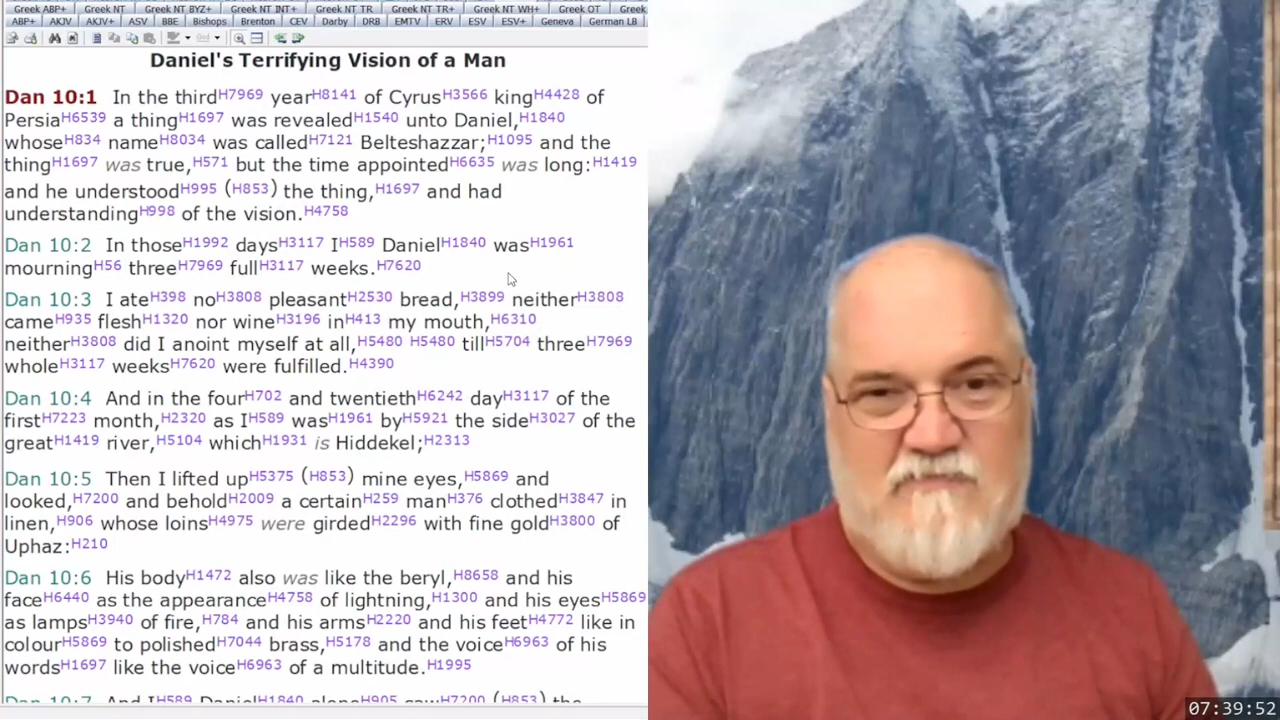 Greek ABP+ Greek NT Greek NT BYZ+ Greek NT INT+ Greek NT TR Greek NT TR+ Greek NT WH+ Greek OT Greek
ABP+ AKJV AKJV+ ASV BBE Bishops Brenton CEV Darby DRB EMTV ERV ESV ESV+ Geneva German LB
Daniel's Terrifying Vision of a Man
Dan 10:1 In the thirdH7969 yearH8141 of CyrusH3566 kingH4428 of
PersiaH6539 a thingH1697 was revealedH1540 unto Daniel,H1840
whoseH834 nameH8034 was calledH7121 Belteshazzar;H1095 and the
thingH1697 was true,H571 but the time appointedH6635 was long:H1419
and he understoodH995 (H853) the thing,H1697 and had
understandingH998 of the vision.H4758
Dan 10:2 In thoseH1992 daysH3117 IH589 DanielH1840 wasH1961
mourningH56 threeH7969 fullH3117 weeks.H7620
Dan 10:3 I ateH398 noH3808 pleasantH2530 bread,H3899 neitherH3808
cameH935 fleshH1320 nor wineH3196 inH413 my mouth,H6310
neitherH3808 did I anoint myself at all,H5480 H5480 tillH5704 threeH7969
wholeH3117 weeksH7620 were fulfilled.H4390
Dan 10:4 And in the fourH702 and twentiethH6242 dayH3117 of the
firstH7223 month,H2320 as IH589 wasH1961 byH5921 the sideH3027 of the
greatH1419 river,H5104 whichH1931 is Hiddekel;H2313
Dan 10:5 Then I lifted upH5375 (H853) mine eyes,H5869 and
looked,H7200 and beholdH2009 a certainH259 manH376 clothedH3847 in
linen,H906 whose loinsH4975 were girdedH2296 with fine goldH3800 of
Uphaz:H210
Dan 10:6 His bodyH1472 also was like the beryl,H8658 and his
faceH6440 as the appearanceH4758 of lightning,H1300 and his eyesH5869
as lampsH3940 of fire,H784 and his armsH2220 and his feetH4772 like in
colourH5869 to polishedH7044 brass,H5178 and the voiceH6963 of his
wordsH1697 like the voiceH6963 of a multitude.H1995
Dan 10:7 And IH589 DanielH1840 aloneH905 sawH7200 (H853) the
07:39:52